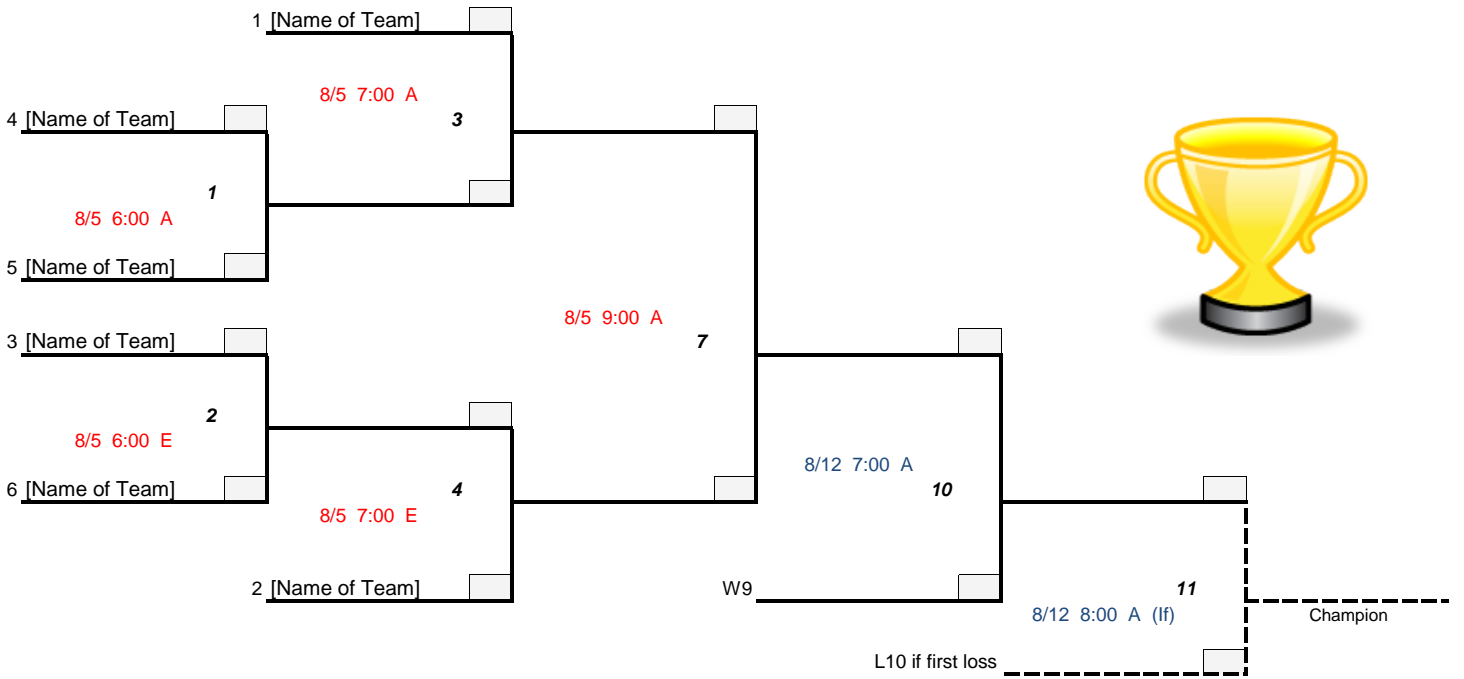 1 [Name of Team]
8/5 7:00 A
3
4 [Name of Team]
1
8/5 6:00 A
5 [Name of Team]
8/5 9:00 A
7
3 [Name of Team]
2
8/5 6:00 E
6 [Name of Team]
4
8/5 7:00 E
2 [Name of Team]
8/12 7:00 A
10
W9
11
8/12 8:00 A (If)
Champion
L10 if first loss